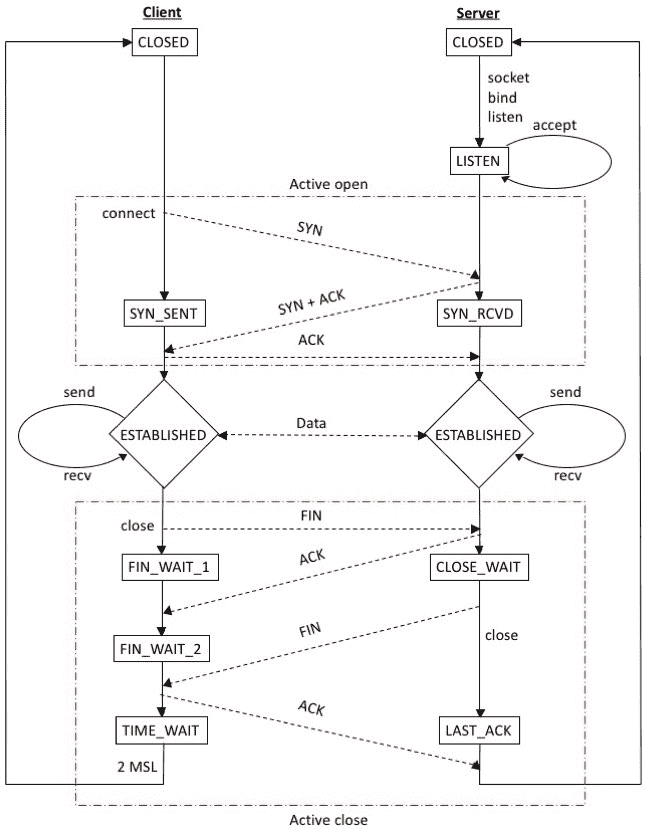 Client
Server
CLOSED
CLOSED
socket
bind
listen
accept
LISTEN
Active open
connect
SYN
SYN_SENT
SYN + ACK
SYN_RCVD
ACK
send
send
ESTABLISHED
Data
ESTABLISHED
recv
recv
close
FIN
FIN_WAIT_1
ACK
CLOSE_WAIT
FIN
close
FIN_WAIT_2
ACK
TIME_WAIT
LAST_ACK
2 MSL
Active close